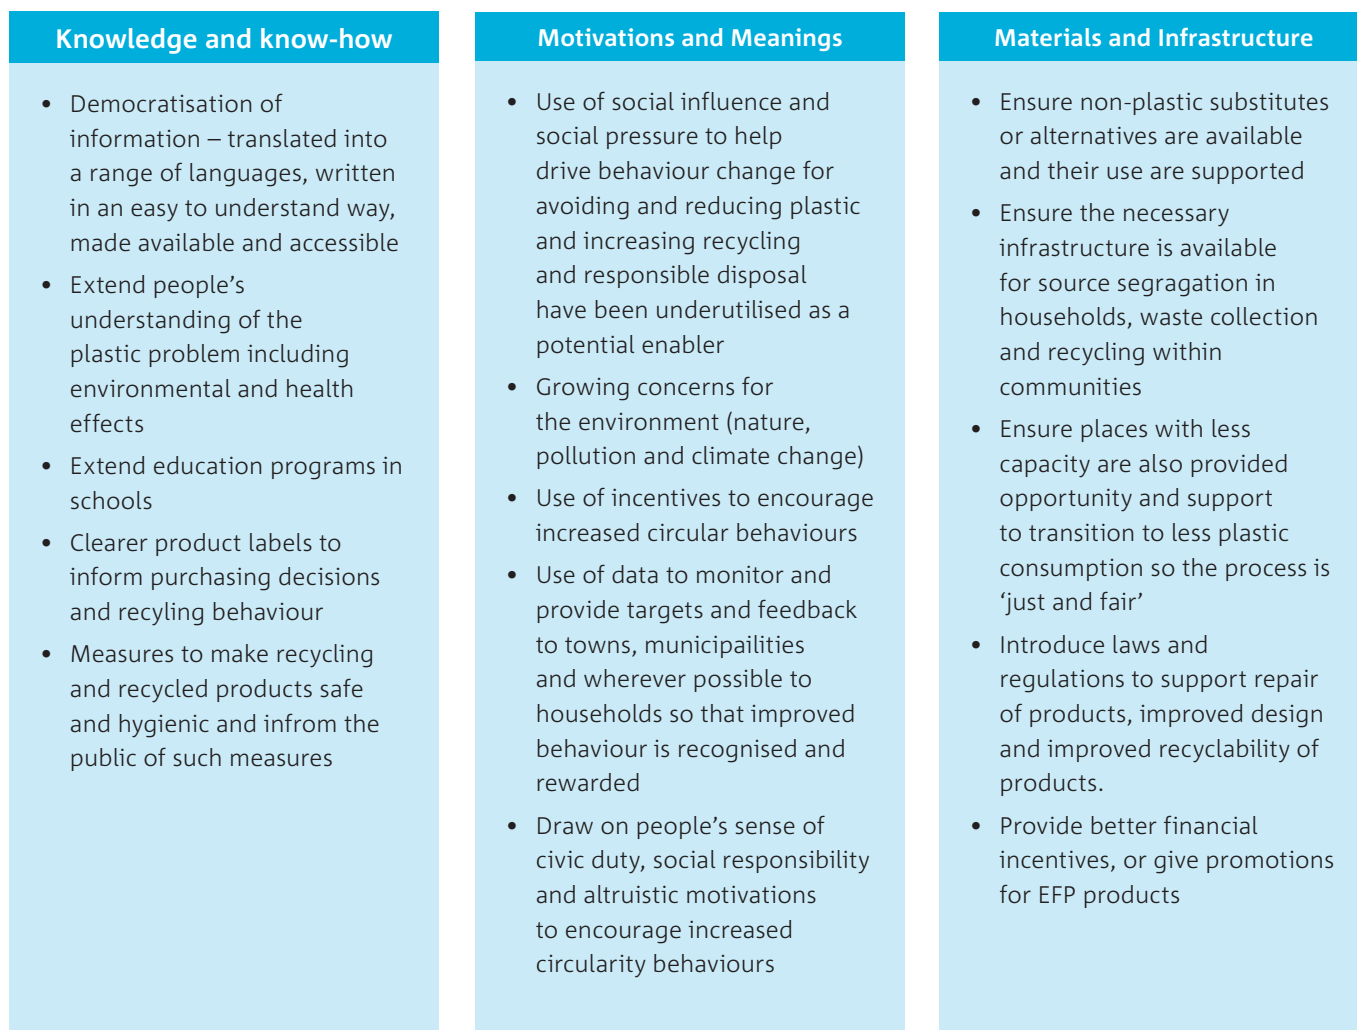 Knowledge and know-how
• Democratisation of
information – translated into
a range of languages, written
in an easy to understand way,
made available and accessible
• Extend people’s
understanding of the
plastic problem including
environmental and health
effects
• Extend education programs in
schools
• Clearer product labels to
inform purchasing decisions
and recyling behaviour
• Measures to make recycling
and recycled products safe
and hygienic and infrom the
public of such measures
Motivations and Meanings
• Use of social influence and
social pressure to help
drive behaviour change for
avoiding and reducing plastic
and increasing recycling
and responsible disposal
have been underutilised as a
potential enabler
• Growing concerns for
the environment (nature,
pollution and climate change)
• Use of incentives to encourage
increased circular behaviours
• Use of data to monitor and
provide targets and feedback
to towns, municipailities
and wherever possible to
households so that improved
behaviour is recognised and
rewarded
• Draw on people’s sense of
civic duty, social responsibility
and altruistic motivations
to encourage increased
circularity behaviours
Materials and Infrastructure
• Ensure non-plastic substitutes
or alternatives are available
and their use are supported
• Ensure the necessary
infrastructure is available
for source segragation in
households, waste collection
and recycling within
communities
• Ensure places with less
capacity are also provided
opportunity and support
to transition to less plastic
consumption so the process is
‘just and fair’
• Introduce laws and
regulations to support repair
of products, improved design
and improved recyclability of
products.
• Provide better financial
incentives, or give promotions
for EFP products